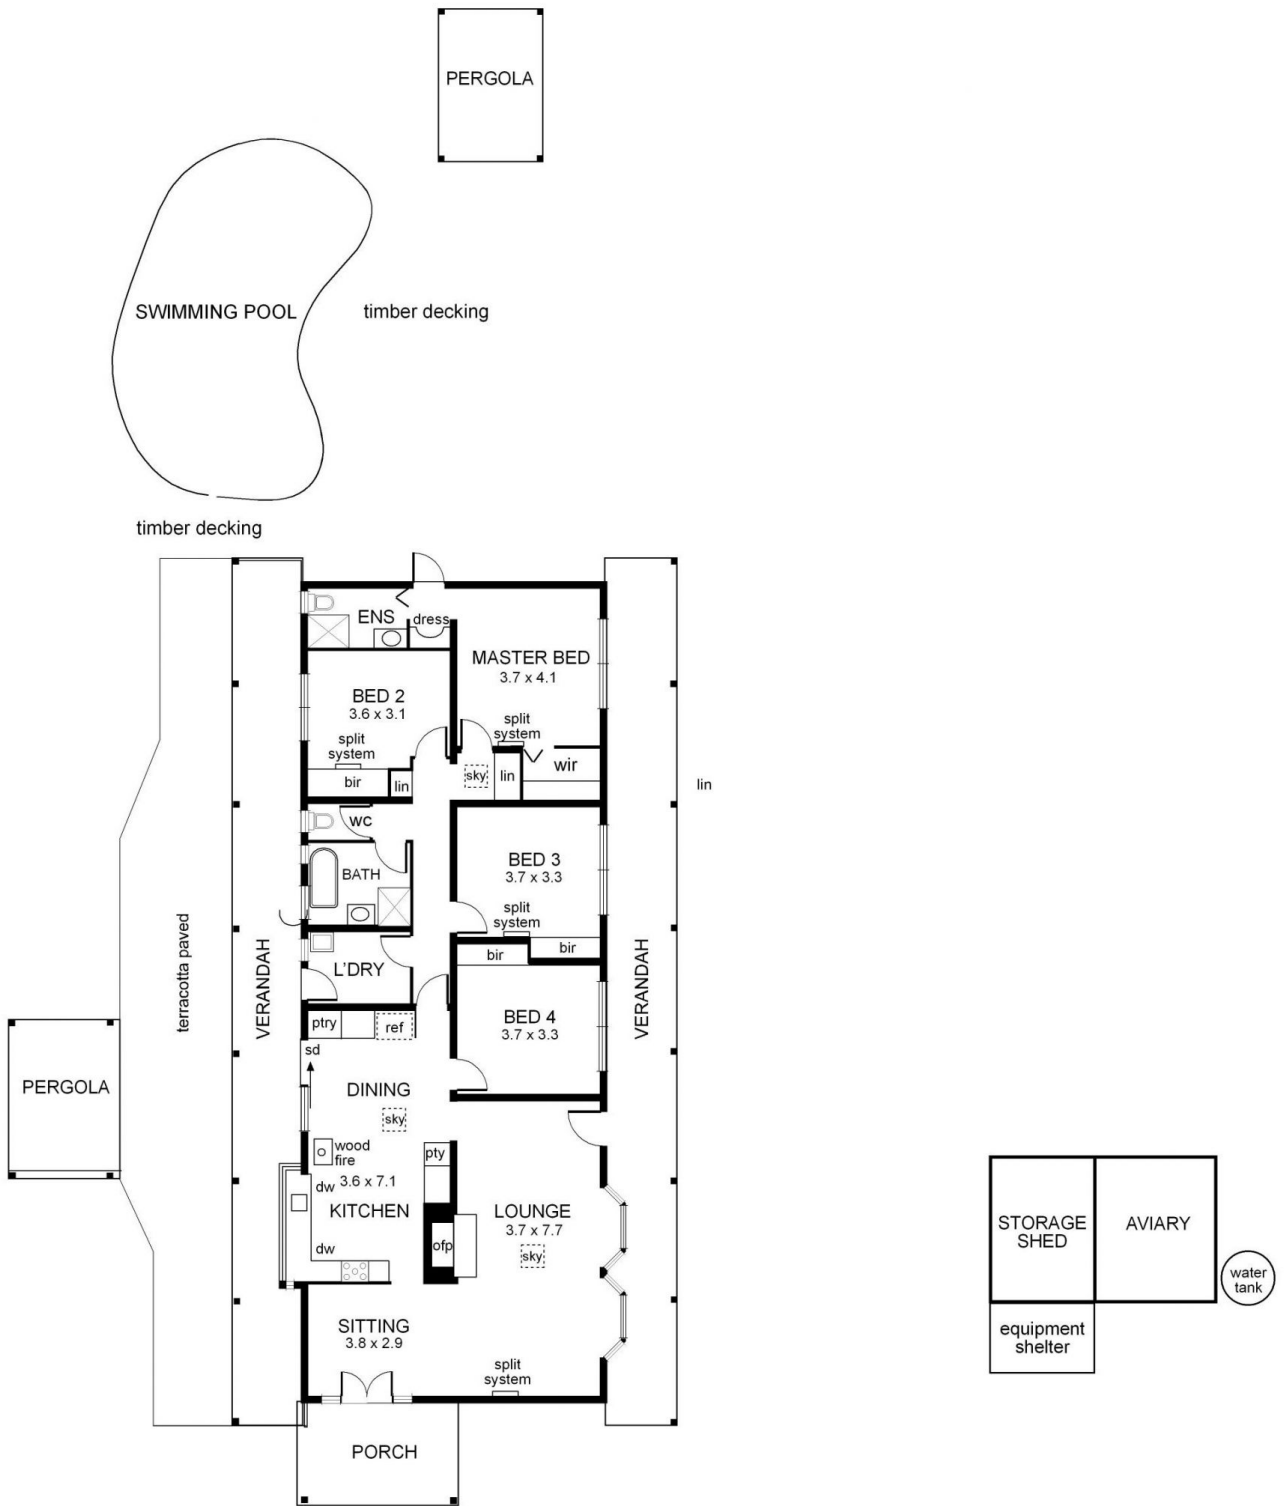 PERGOLA
SWIMMING POOL
timber decking
timber decking
ENS
dress
MASTER BED
3.7 x 4.1
BED 2
3.6 x 3.1
split
system
split
system
bir
lin
sky
lin
wir
lin
wc
BATH
BED 3
3.7 x 3.3
split
system
bir
bir
L'DRY
terracotta paved
VERANDAH
VERANDAH
BED 4
3.7 x 3.3
ptry
ref
sd
DINING
sky
PERGOLA
wood
fire
pty
3.6 x 7.1
dw
KITCHEN
dw
ofp
LOUNGE
3.7 x 7.7
sky
STORAGE
SHED
AVIARY
water
tank
equipment
shelter
SITTING
3.8 x 2.9
split
system
PORCH